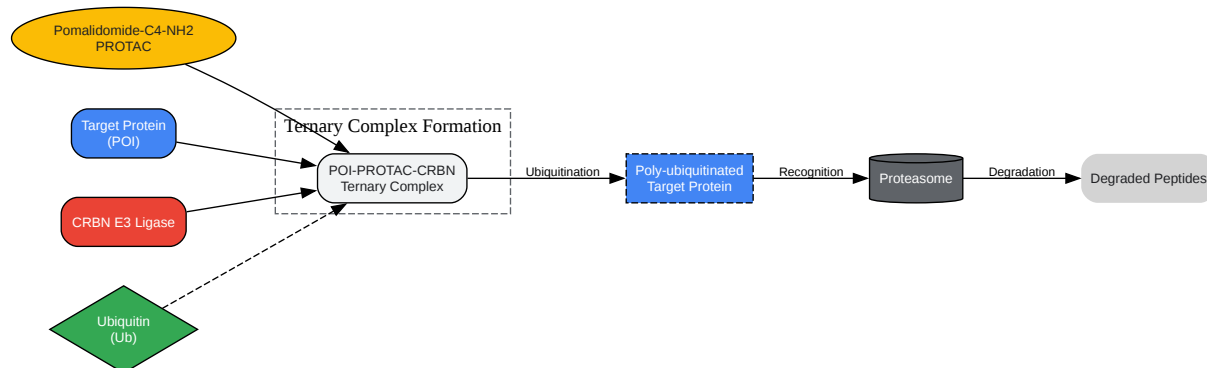 Pomalidomide-C4-NH2
PROTAC
Target Protein
(POI)
CRBN E3 Ligase
Ubiquitin
(Ub)
Ternary Complex Formation
POI-PROTAC-CRBN
Ternary Complex
Ubiquitination
Poly-ubiquitinated
Target Protein
Recognition
Proteasome
Degradation
Degraded Peptides